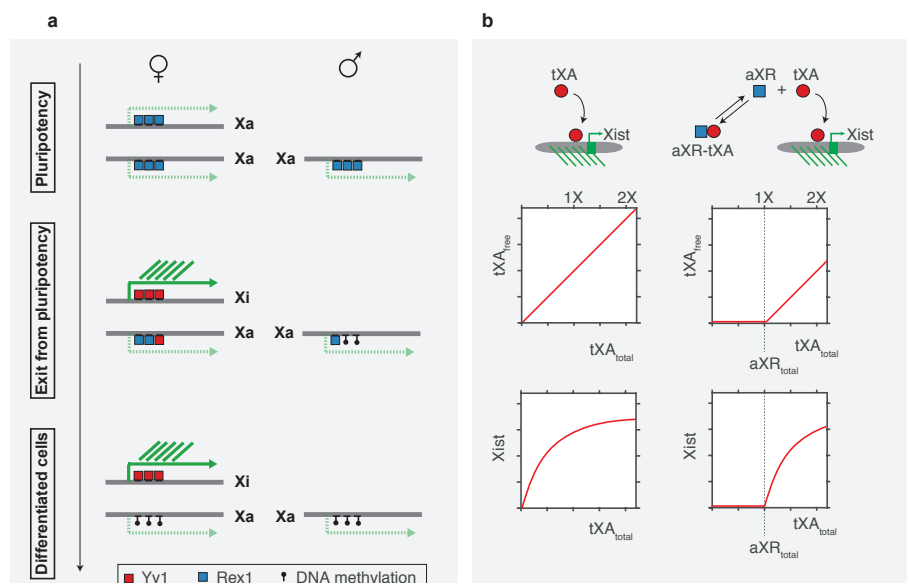 a
♀ ♂
Pluripotency
Xa
Xa Xa
Exit from pluripotency
Xi
Xa Xa
Differentiated cells
Xi
Xa Xa
Yy1 Rex1 DNA methylation
b
tXA aXR + tXA
Xist Xist
aXR-tXA
1X 2X 1X 2X
tXAfree tXAfree
tXAtotal tXAtotal
aXRtotal
Xist Xist
tXAtotal tXAtotal
aXRtotal